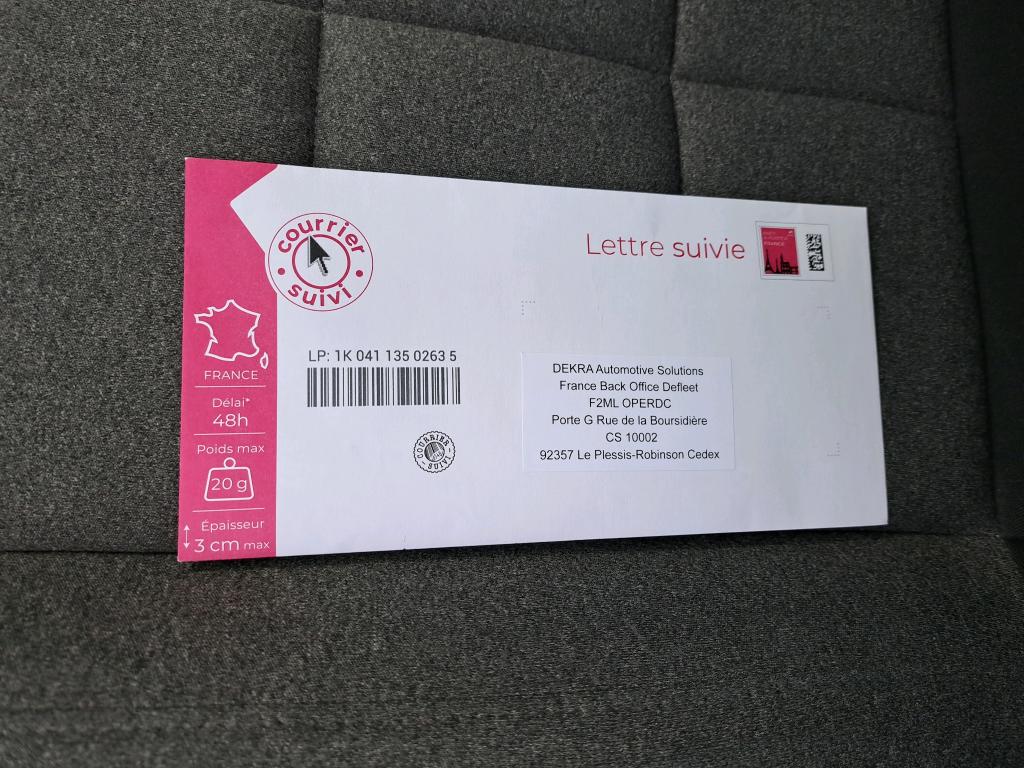 courrier
suivi
Lettre suivie
FRANCE
FRANCE
Délai*
48h
Poids max
20 g
Épaisseur
3 cm max
LP: 1K 041 135 0263 5
COURRIER
SUIVI
DEKRA Automotive Solutions
France Back Office Defleet
F2ML OPERDC
Porte G Rue de la Boursidière
CS 10002
92357 Le Plessis-Robinson Cedex